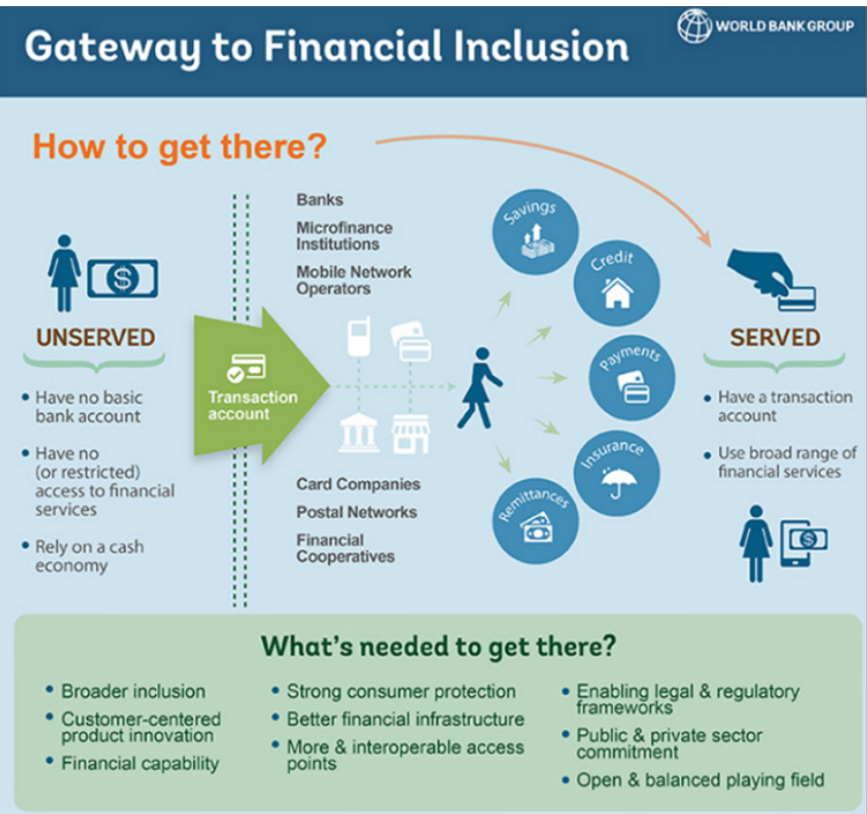 Gateway to Financial Inclusion
WORLD BANK GROUP
How to get there?
UNSERVED
• Have no basic
bank account
• Have no
(or restricted)
access to financial
services
• Rely on a cash
economy
Transaction
account
Banks
Microfinance
Institutions
Mobile Network
Operators
Card Companies
Postal Networks
Financial
Cooperatives
Savings
Credit
Payments
Insurance
Remittances
SERVED
• Have a transaction
account
• Use broad range of
financial services
What's needed to get there?
• Broader inclusion
• Customer-centered
product innovation
• Financial capability
• Strong consumer protection
• Better financial infrastructure
• More & interoperable access
points
• Enabling legal & regulatory
frameworks
• Public & private sector
commitment
• Open & balanced playing field